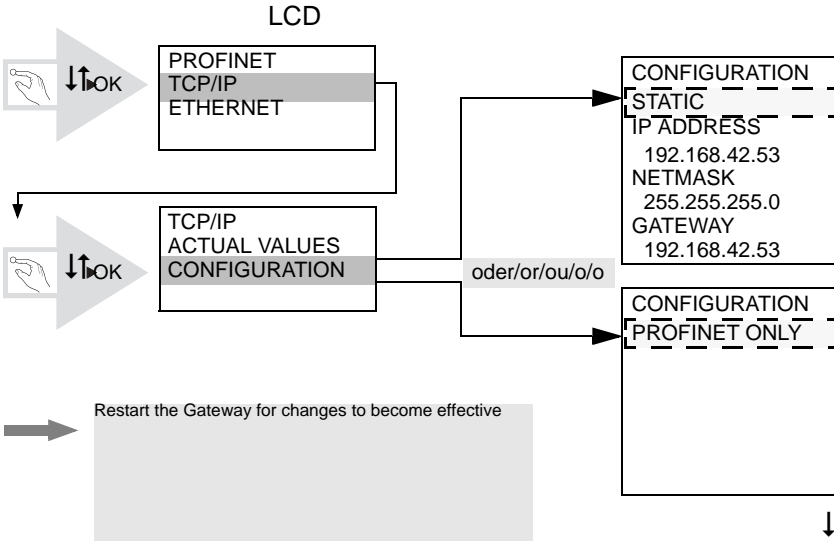 LCD
OK
PROFINET
TCP/IP
ETHERNET
OK
TCP/IP
ACTUAL VALUES
CONFIGURATION
oder/or/ou/o/o
CONFIGURATION
STATIC
IP ADDRESS
192.168.42.53
NETMASK
255.255.255.0
GATEWAY
192.168.42.53
CONFIGURATION
PROFINET ONLY
Restart the Gateway for changes to become effective